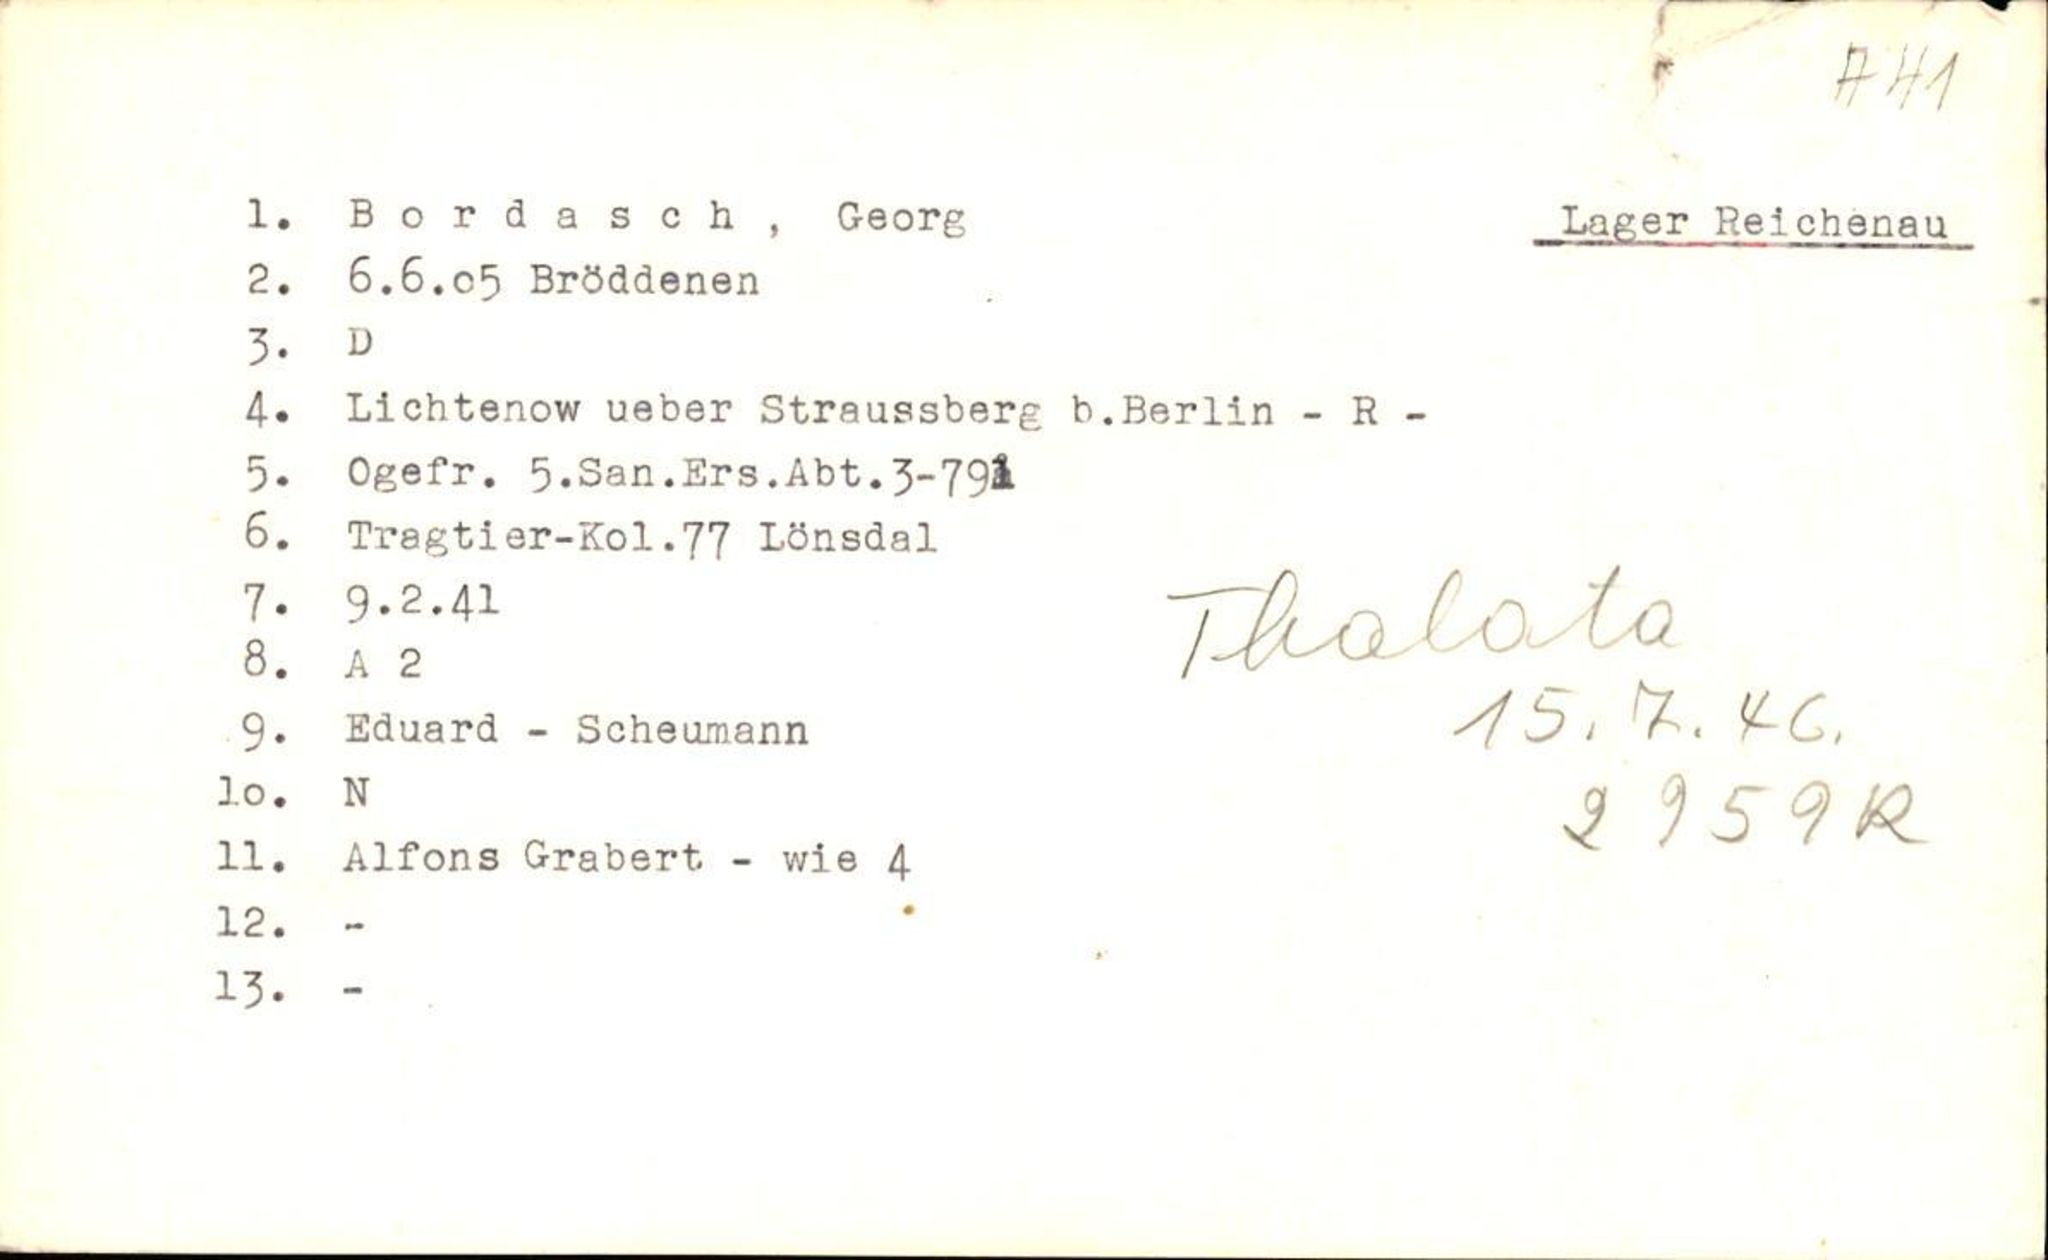 A41
1. B o r d a s c h , Georg
Lager Reichenau
2. 6.6.o5 Bröddenen
3. D
4. Lichtenow ueber Straussberg b.Berlin - R -
5. Ogefr. 5.San.Ers.Abt.3-791
6. Tragtier-Kol.77 Lönsdal
7. 9.2.41
8. A 2
9. Eduard - Scheumann
lo. N
11. Alfons Grabert - wie 4
12. -
13. -
Thalata
15.7.46.
2959R